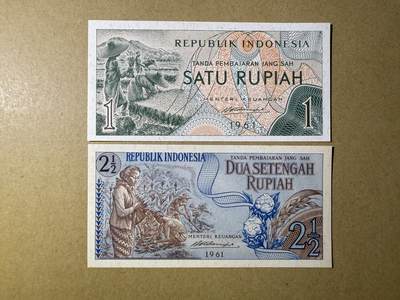 REPUBLIK INDONESIA
TANDA PEMBAJARAN JANG SAH
SATU RUPIAH
MENTERI KEUANGAN
1
1961
1
2½
REPUBLIK INDONESIA
TANDA PEMBAJARAN JANG SAH
DUA SETENGAH
RUPIAH
MENTERI KEUANGAN
1961
2½